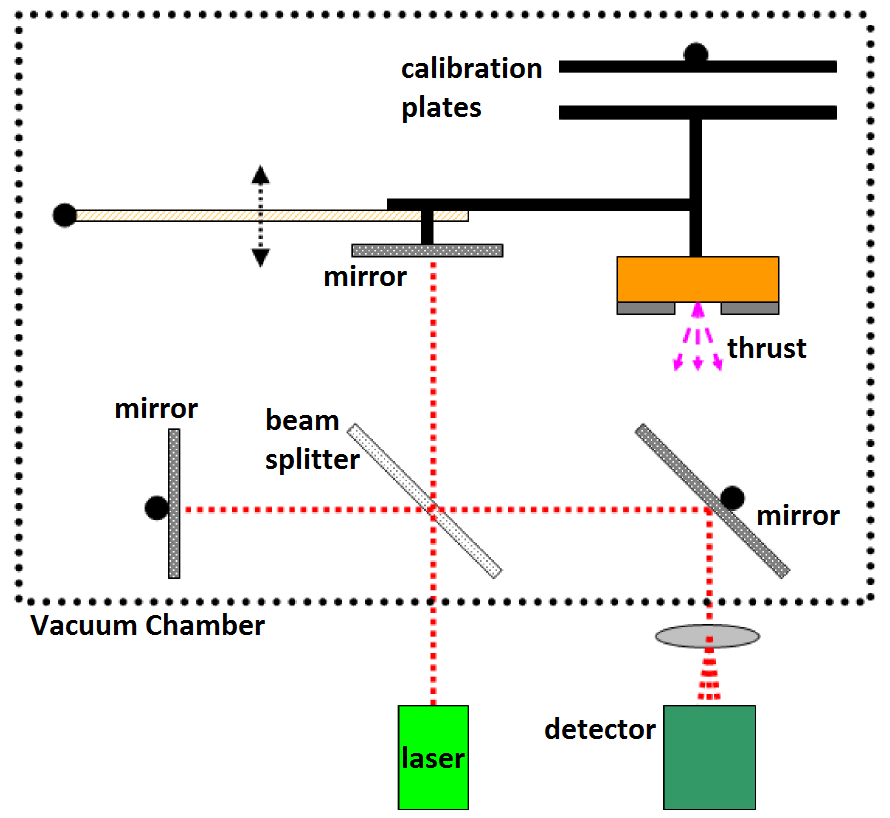 calibration
plates
mirror
thrust
mirror
beam
splitter
mirror
Vacuum Chamber
detector
laser